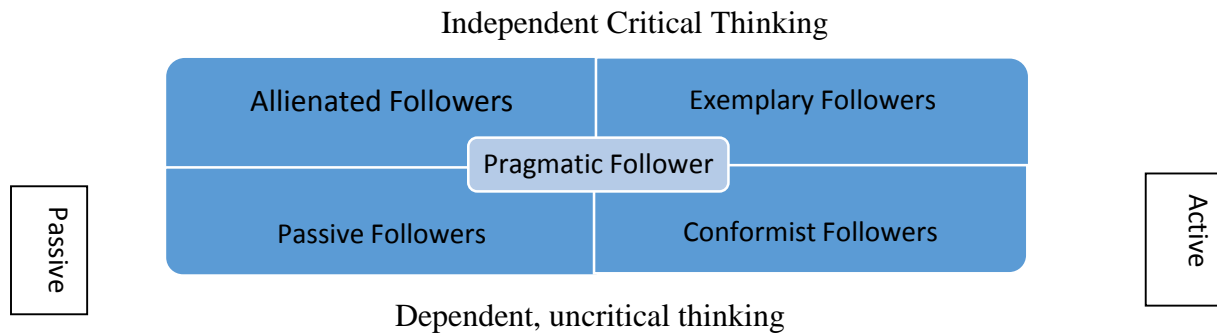 Independent Critical Thinking
Allienated Followers
Exemplary Followers
Pragmatic Follower
Passive
Active
Passive Followers
Conformist Followers
Dependent, uncritical thinking